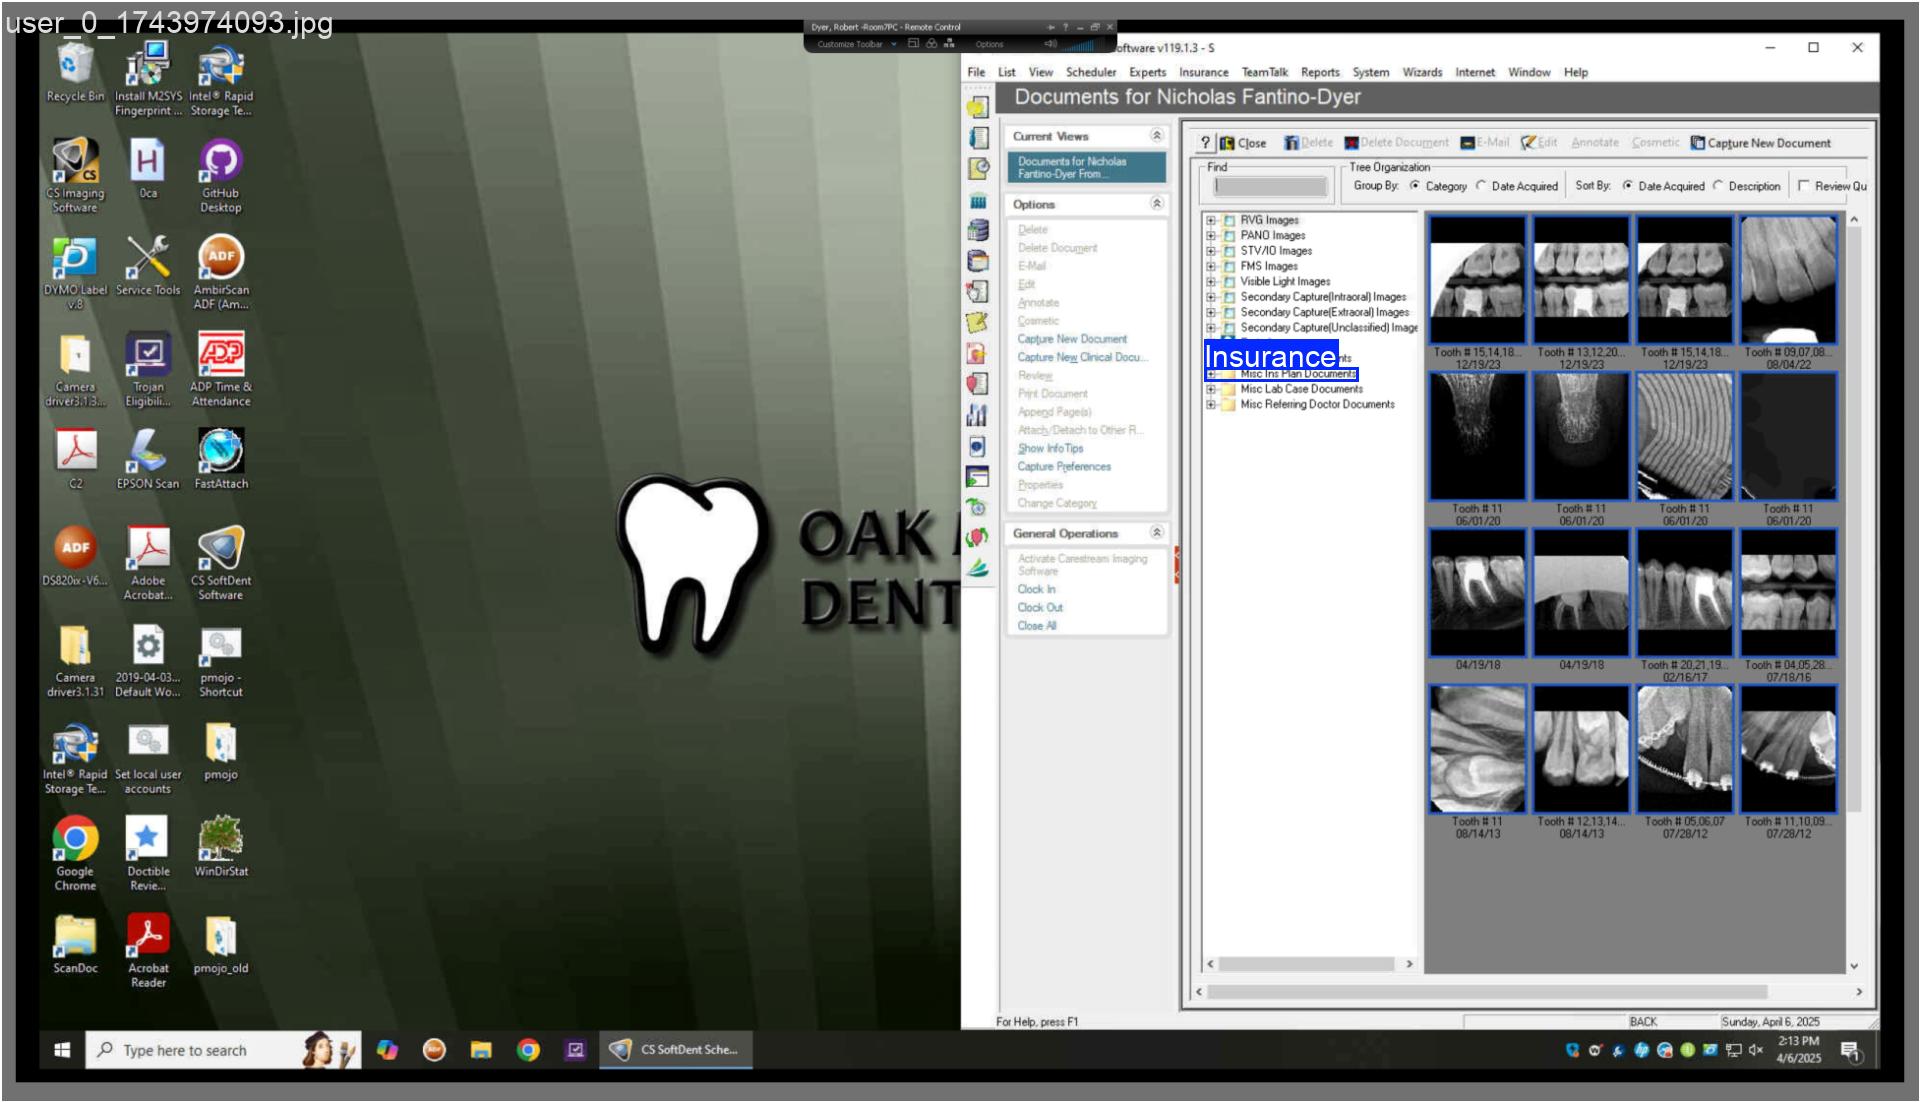 user_0_1743974093.jpg
Dyer, Robert -Room7PC - Remote Control
Customize Toolbar
Options
oftware v119.1.3 - S
File List View Scheduler Experts Insurance TeamTalk Reports System Wizards Internet Window Help
Documents for Nicholas Fantino-Dyer
Recycle Bin
Install M2SYS Fingerprint ...
Intel® Rapid Storage Te...
CS Imaging Software
0ca
GitHub Desktop
DYMO Label v.8
Service Tools
AmbirScan ADF (Am...
Camera driver3.1.3...
Trojan Eligibili...
ADP Time & Attendance
C2
EPSON Scan
FastAttach
DS820ix-V6...
Adobe Acrobat...
CS SoftDent Software
Camera driver3.1.31
2019-04-03... Default Wo...
pmojo - Shortcut
Intel® Rapid Storage Te...
Set local user accounts
pmojo
Google Chrome
Doctible Revie...
WinDirStat
ScanDoc
Acrobat Reader
pmojo_old
OAK
DENT
Current Views
Documents for Nicholas
Fantino-Dyer From...
Options
Delete
Delete Document
E-Mail
Edit
Annotate
Cosmetic
Capture New Document
Capture New Clinical Docu...
Review
Print Document
Append Page(s)
Attach/Detach to Other R...
Show InfoTips
Capture Preferences
Properties
Change Category
General Operations
Activate Carestream Imaging
Software
Clock In
Clock Out
Close All
? Close Delete Delete Document E-Mail Edit Annotate Cosmetic Capture New Document
Find
Tree Organization
Group By: Category Date Acquired Sort By: Date Acquired Description Review Qu
RVG Images
PANO Images
STV/IO Images
FMS Images
Visible Light Images
Secondary Capture(Intraoral) Images
Secondary Capture(Extraoral) Images
Secondary Capture(Unclassified) Image
Insurance
Misc Ins Plan Documents
Misc Lab Case Documents
Misc Referring Doctor Documents
Tooth # 15,14,18... 12/19/23
Tooth # 13,12,20... 12/19/23
Tooth # 15,14,18... 12/19/23
Tooth # 09,07,08... 08/04/22
Tooth # 11 06/01/20
Tooth # 11 06/01/20
Tooth # 11 06/01/20
Tooth # 11 06/01/20
04/19/18
04/19/18
Tooth # 20,21,19... 02/16/17
Tooth # 04,05,28... 07/18/16
Tooth # 11 08/14/13
Tooth # 12,13,14... 08/14/13
Tooth # 05,06,07 07/28/12
Tooth # 11,10,09... 07/28/12
For Help, press F1
BACK
Sunday, April 6, 2025
Type here to search
CS SoftDent Sche...
2:13 PM
4/6/2025